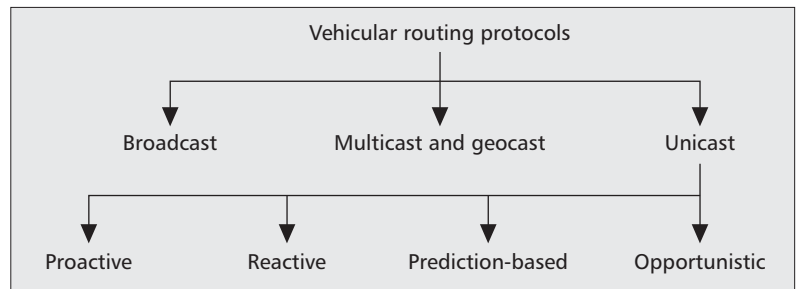 Vehicular routing protocols
Broadcast
Multicast and geocast
Unicast
Proactive
Reactive
Prediction-based
Opportunistic